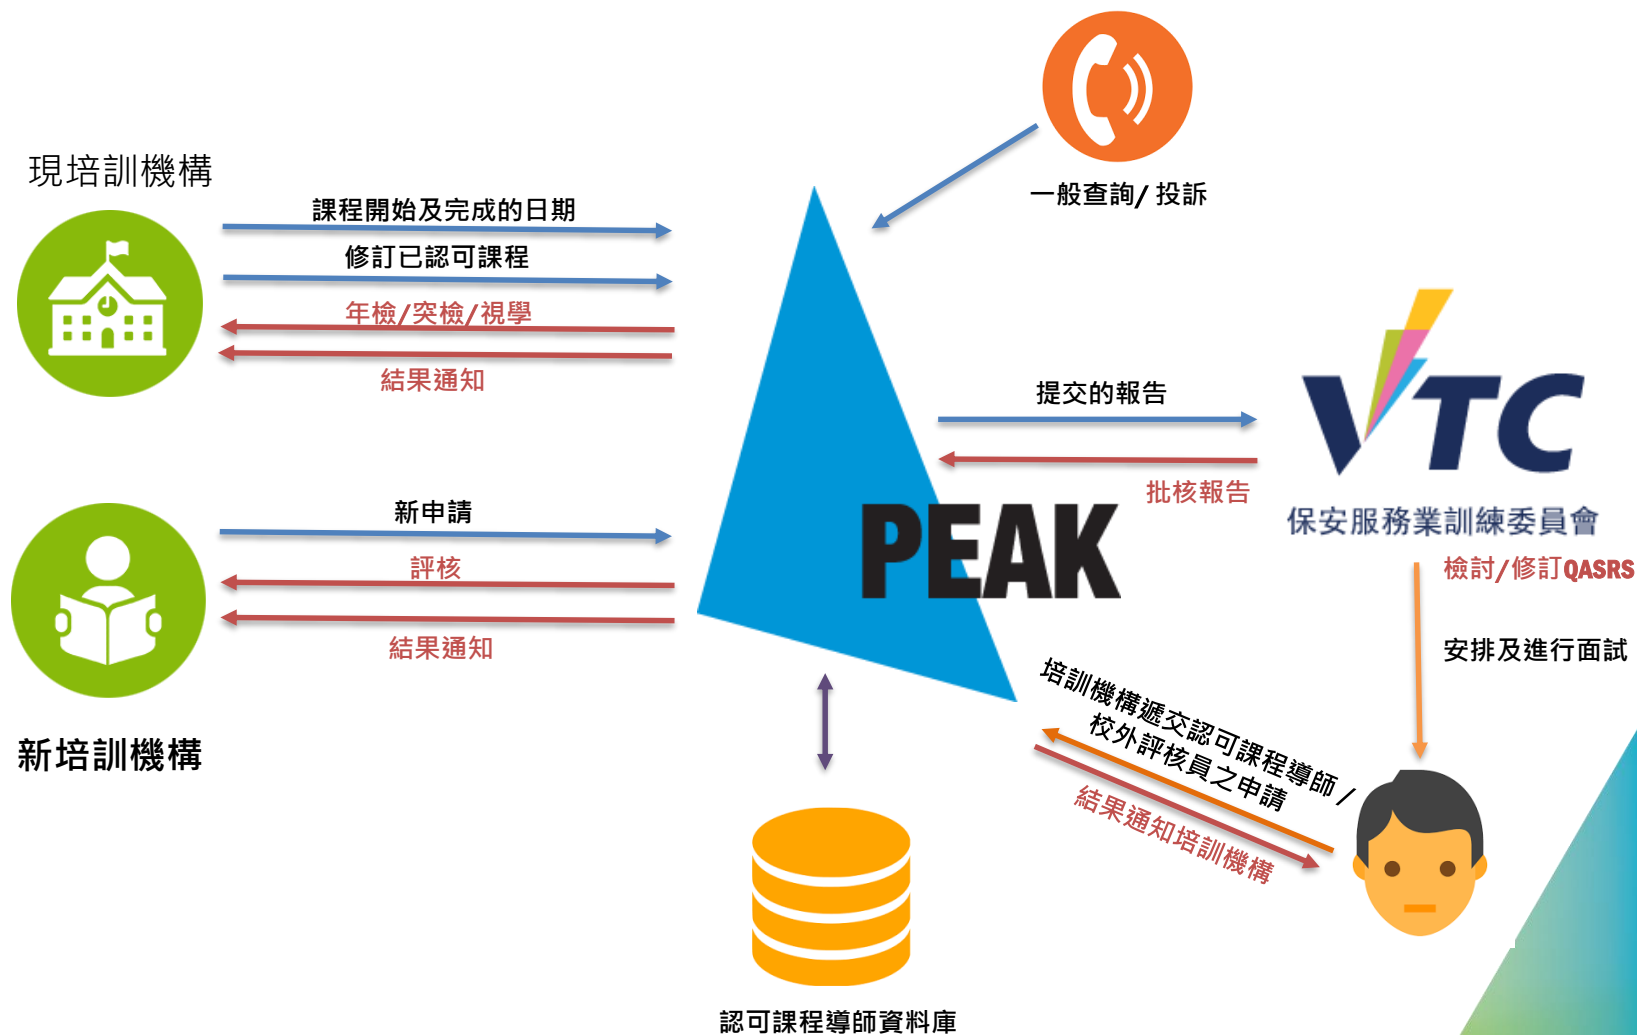 一般查詢/ 投訴
現培訓機構
課程開始及完成的日期
修訂已認可課程
年檢/突檢/視學
結果通知
提交的報告
批核報告
VTC
保安服務業訓練委員會
檢討/修訂QASRS
安排及進行面試
PEAK
新申請
評核
結果通知
新培訓機構
培訓機構遞交認可課程導師 /
校外評核員之申請
結果通知培訓機構
認可課程導師資料庫